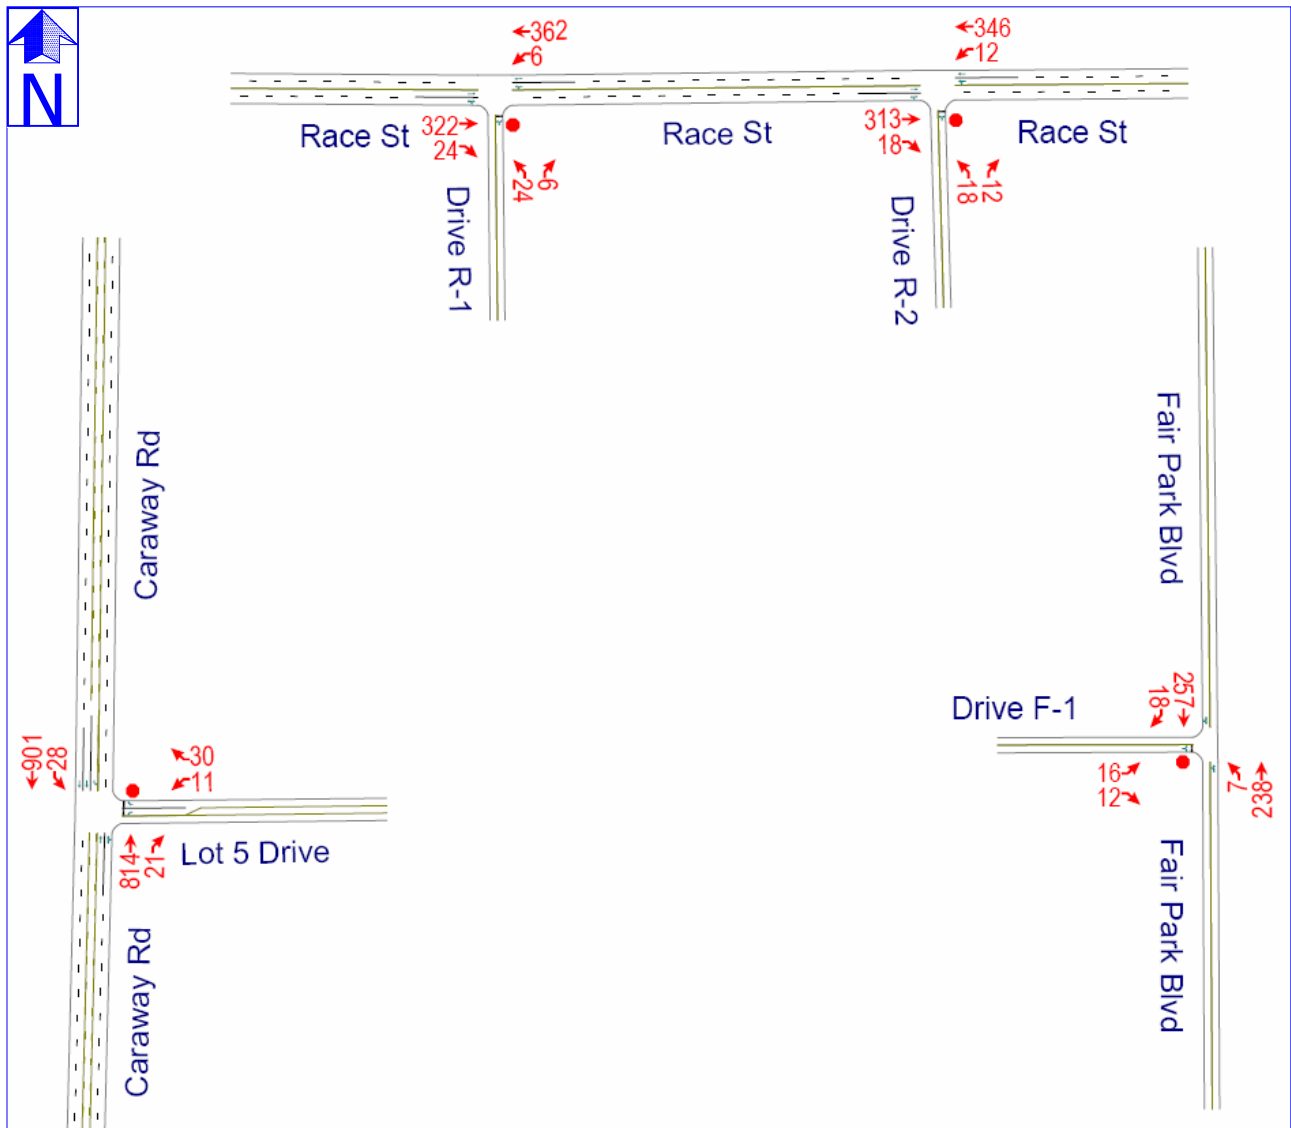 N
←362
6
←346
12
Race St
322→
24
24
6
Race St
313→
18
18
12
Race St
Drive R-1
Drive R-2
Caraway Rd
Fair Park Blvd
901
28
30
11
814→
21
Lot 5 Drive
Caraway Rd
Drive F-1
257→
18
16
12
7
238
Fair Park Blvd